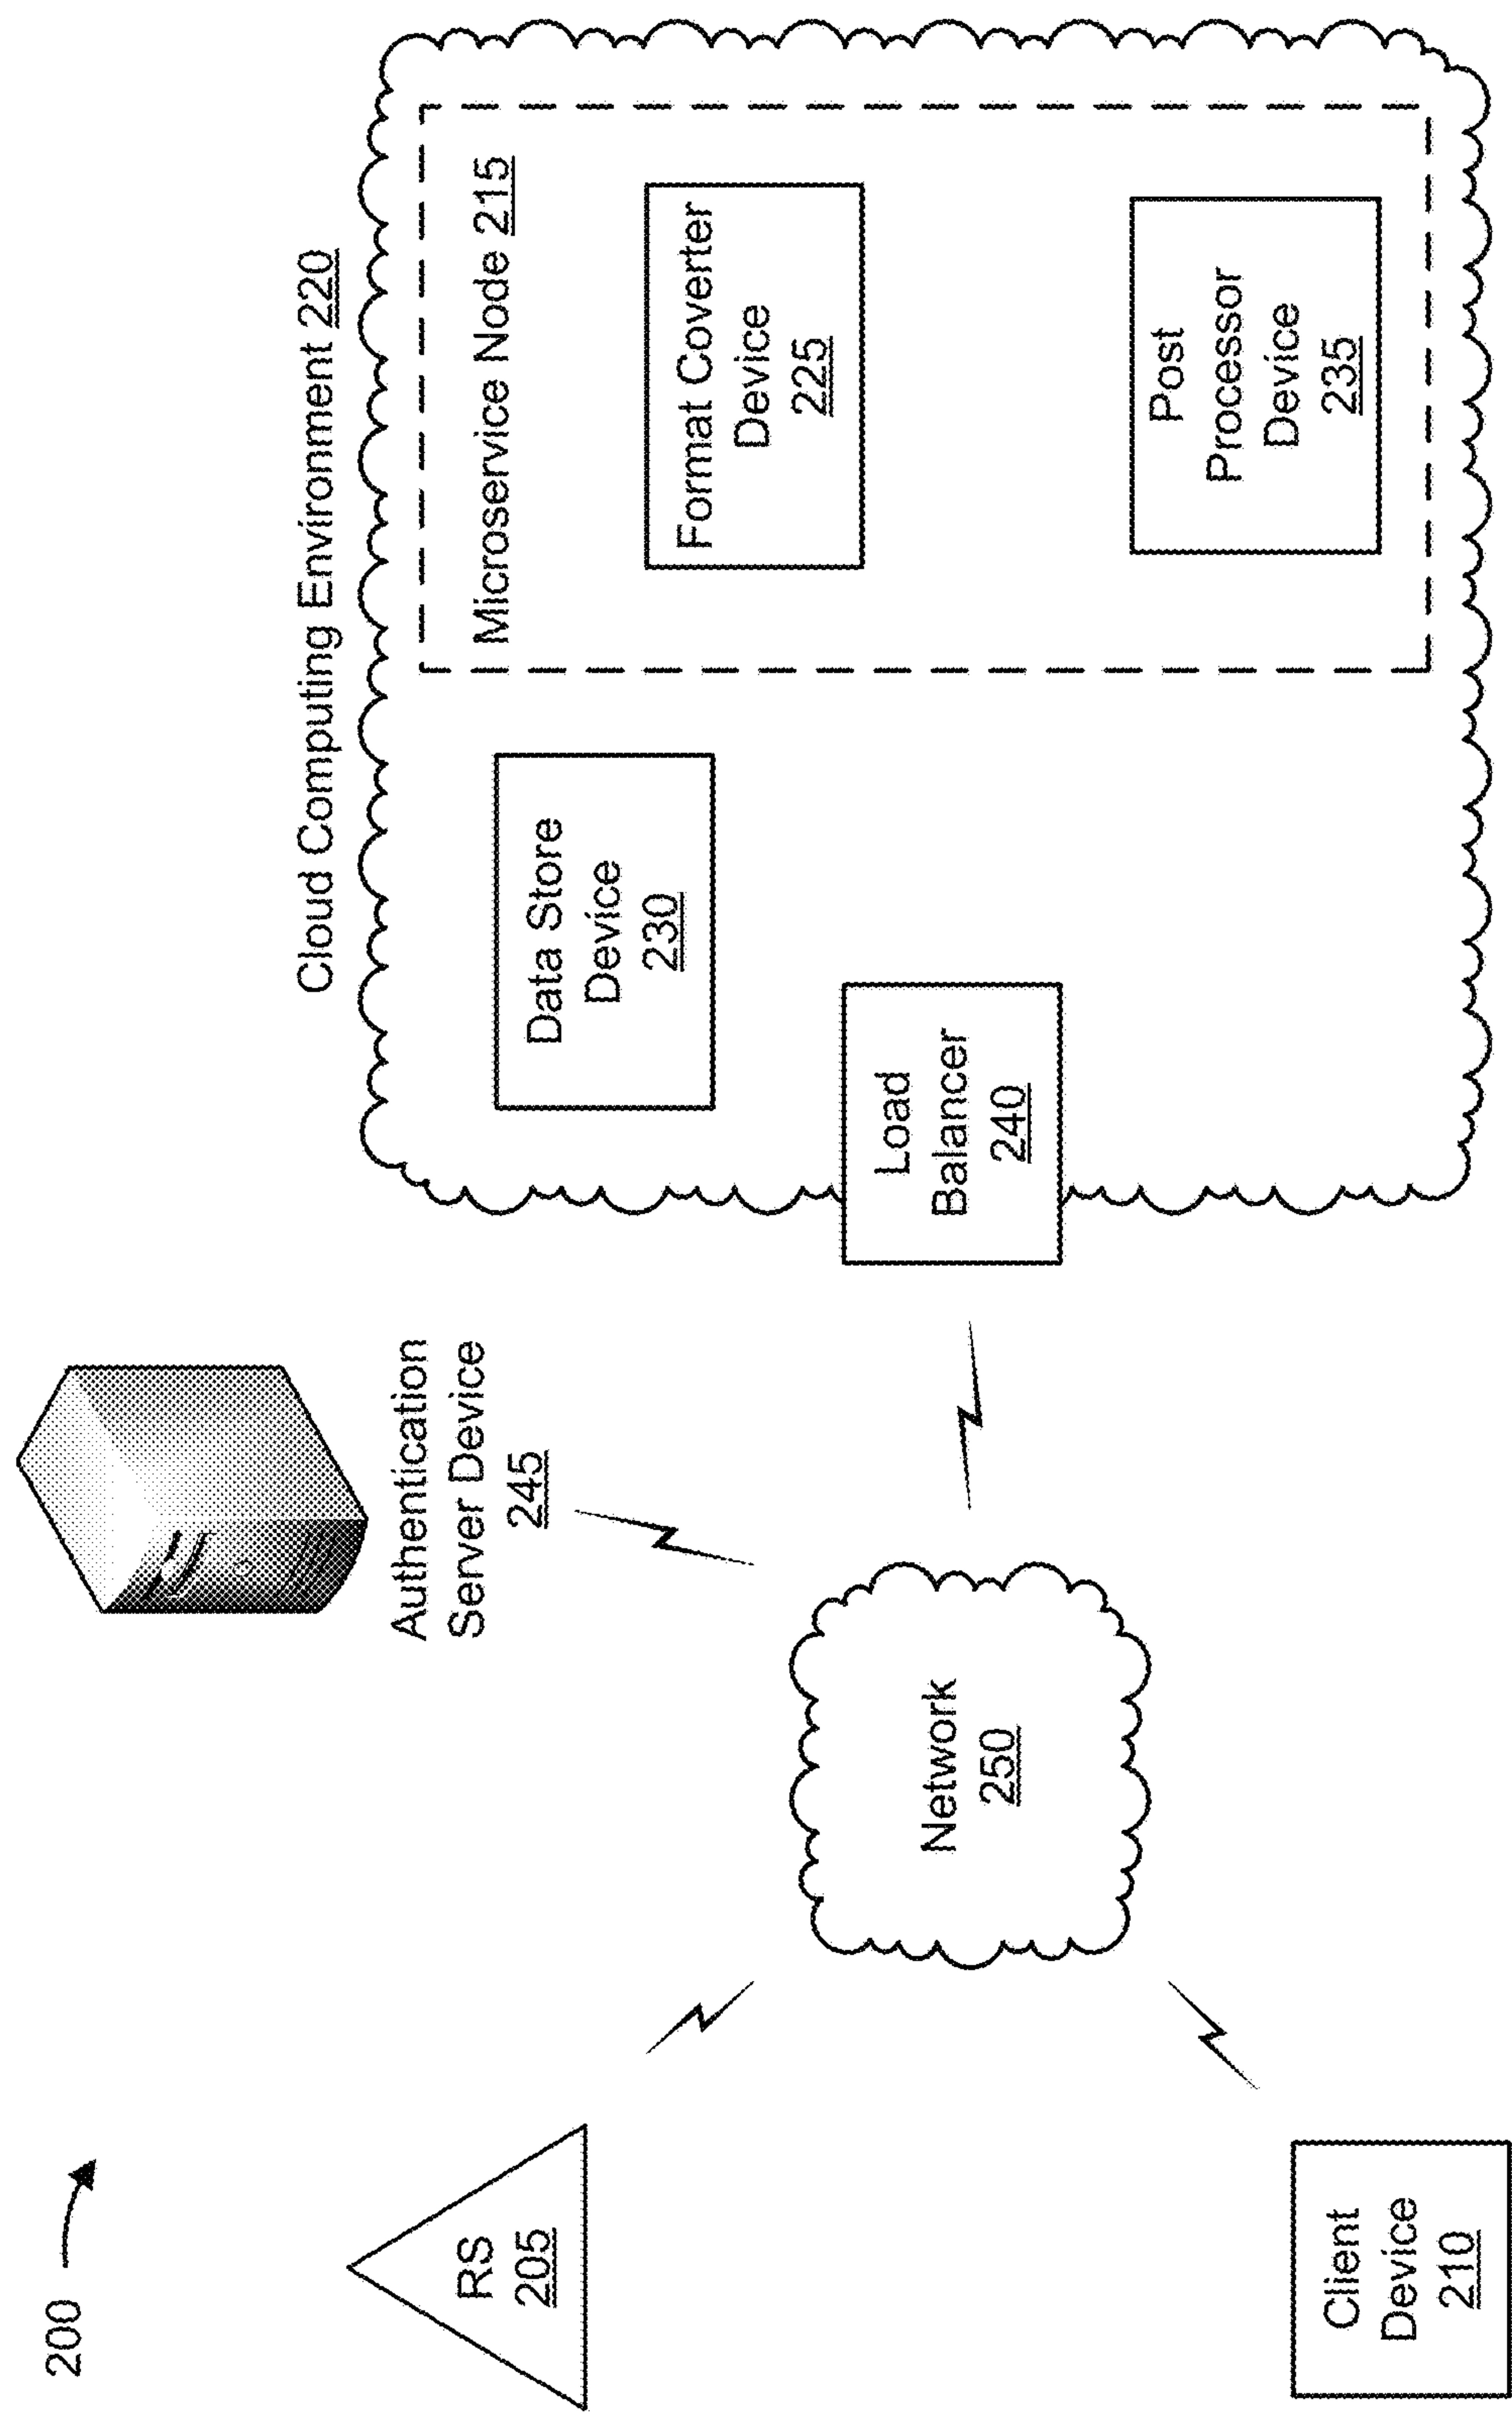 200
RS
205
Client
Device
210
Network
250
Authentication
Server Device
245
Cloud Computing Environment 220
Data Store
Device
230
Load
Balancer
240
Microservice Node 215
Format Coverter
Device
225
Post
Processor
Device
235